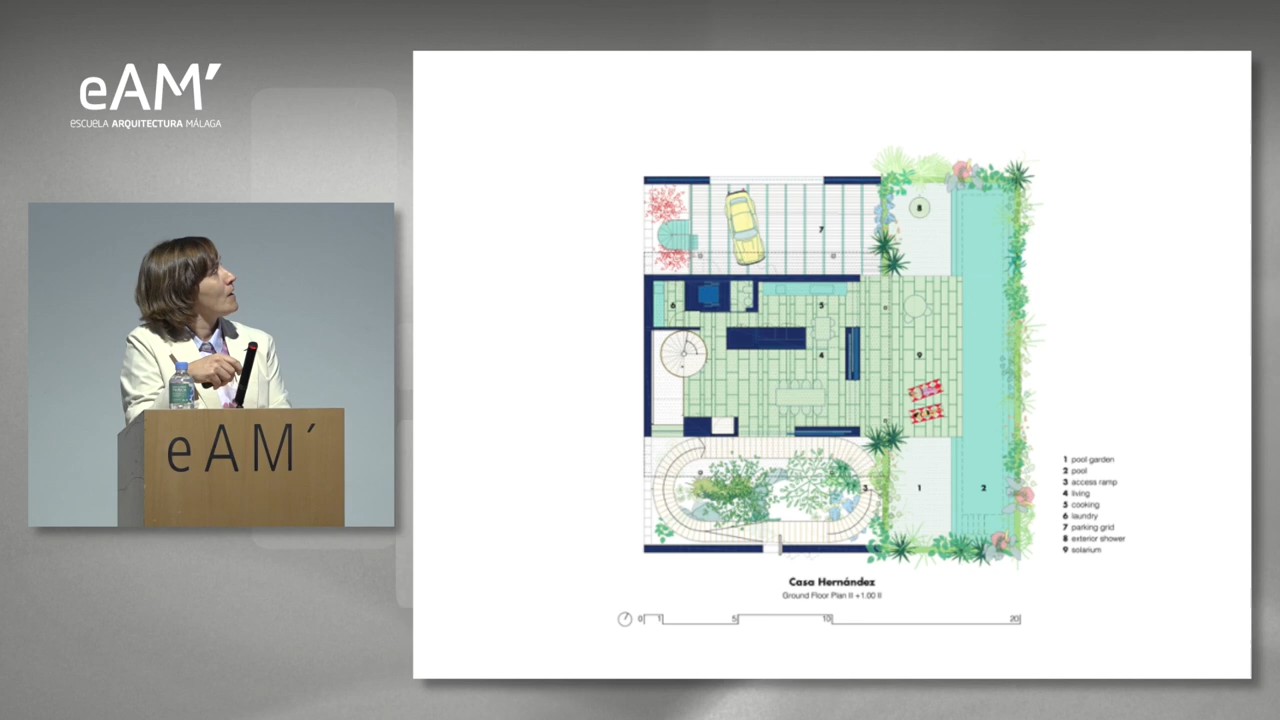 eAM´
ESCUELA ARQUITECTURA MÁLAGA
eAM´
8
7
6
5
4
9
3
1
2
1 pool garden
2 pool
3 access ramp
4 living
5 cooking
6 laundry
7 parking grid
8 exterior shower
9 solarium
Casa Hernández
Ground Floor Plan II +1.00 II
0 1 5 10 20